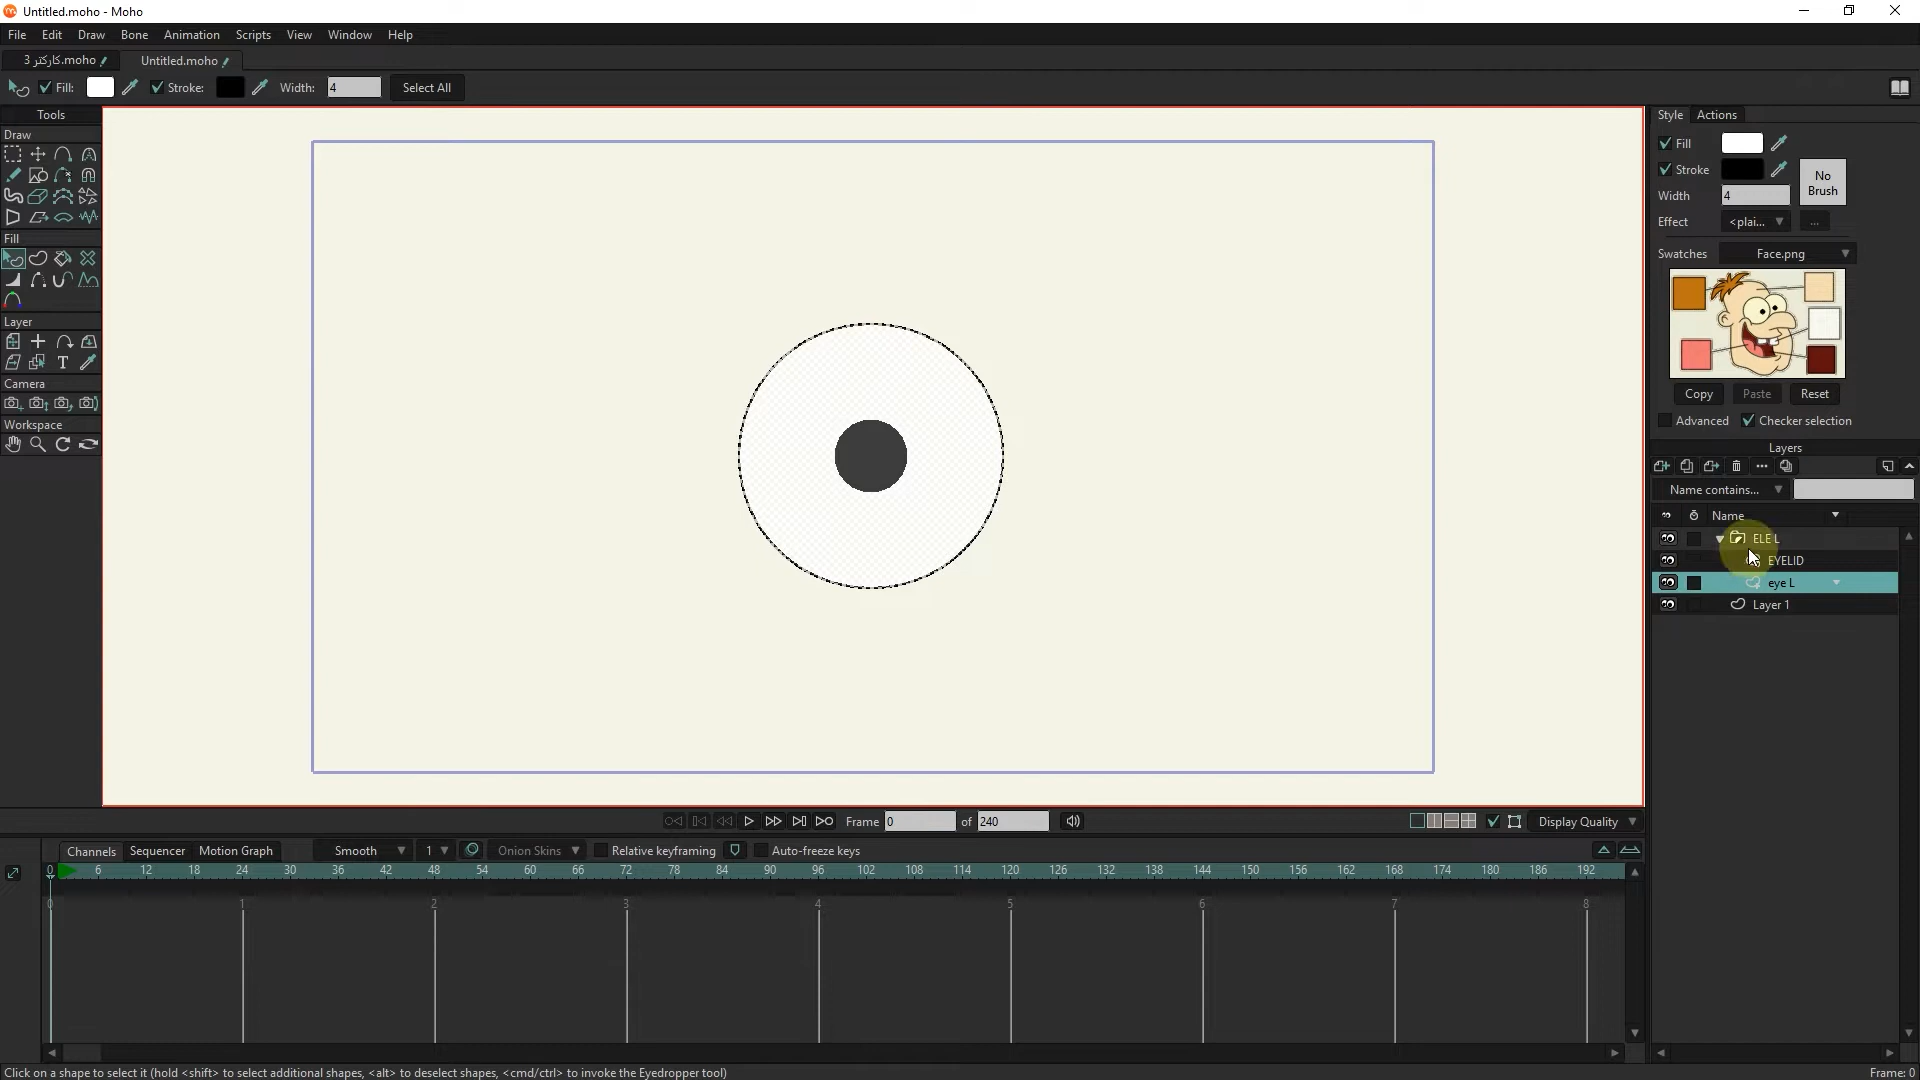 Untitled.moho - Moho
File Edit Draw Bone Animation Scripts View Window Help
کارکتر 3.moho Untitled.moho
Fill: Stroke: Width: 4 Select All
Tools
Draw
Fill
Layer
Camera
Workspace
Style Actions
Fill
Stroke
No Brush
Width 4
Effect <plai... ...
Swatches Face.png
Copy Paste Reset
Advanced Checker selection
Layers
Name contains...
Name
ELE L
EYELID
eye L
Layer 1
Frame 0 of 240 Display Quality
Channels Sequencer Motion Graph Smooth 1 Onion Skins Relative keyframing Auto-freeze keys
0 6 12 18 24 30 36 42 48 54 60 66 72 78 84 90 96 102 108 114 120 126 132 138 144 150 156 162 168 174 180 186 192
0 1 2 3 4 5 6 7 8
Click on a shape to select it (hold <shift> to select additional shapes, <alt> to deselect shapes, <cmd/ctrl> to invoke the Eyedropper tool) Frame: 0